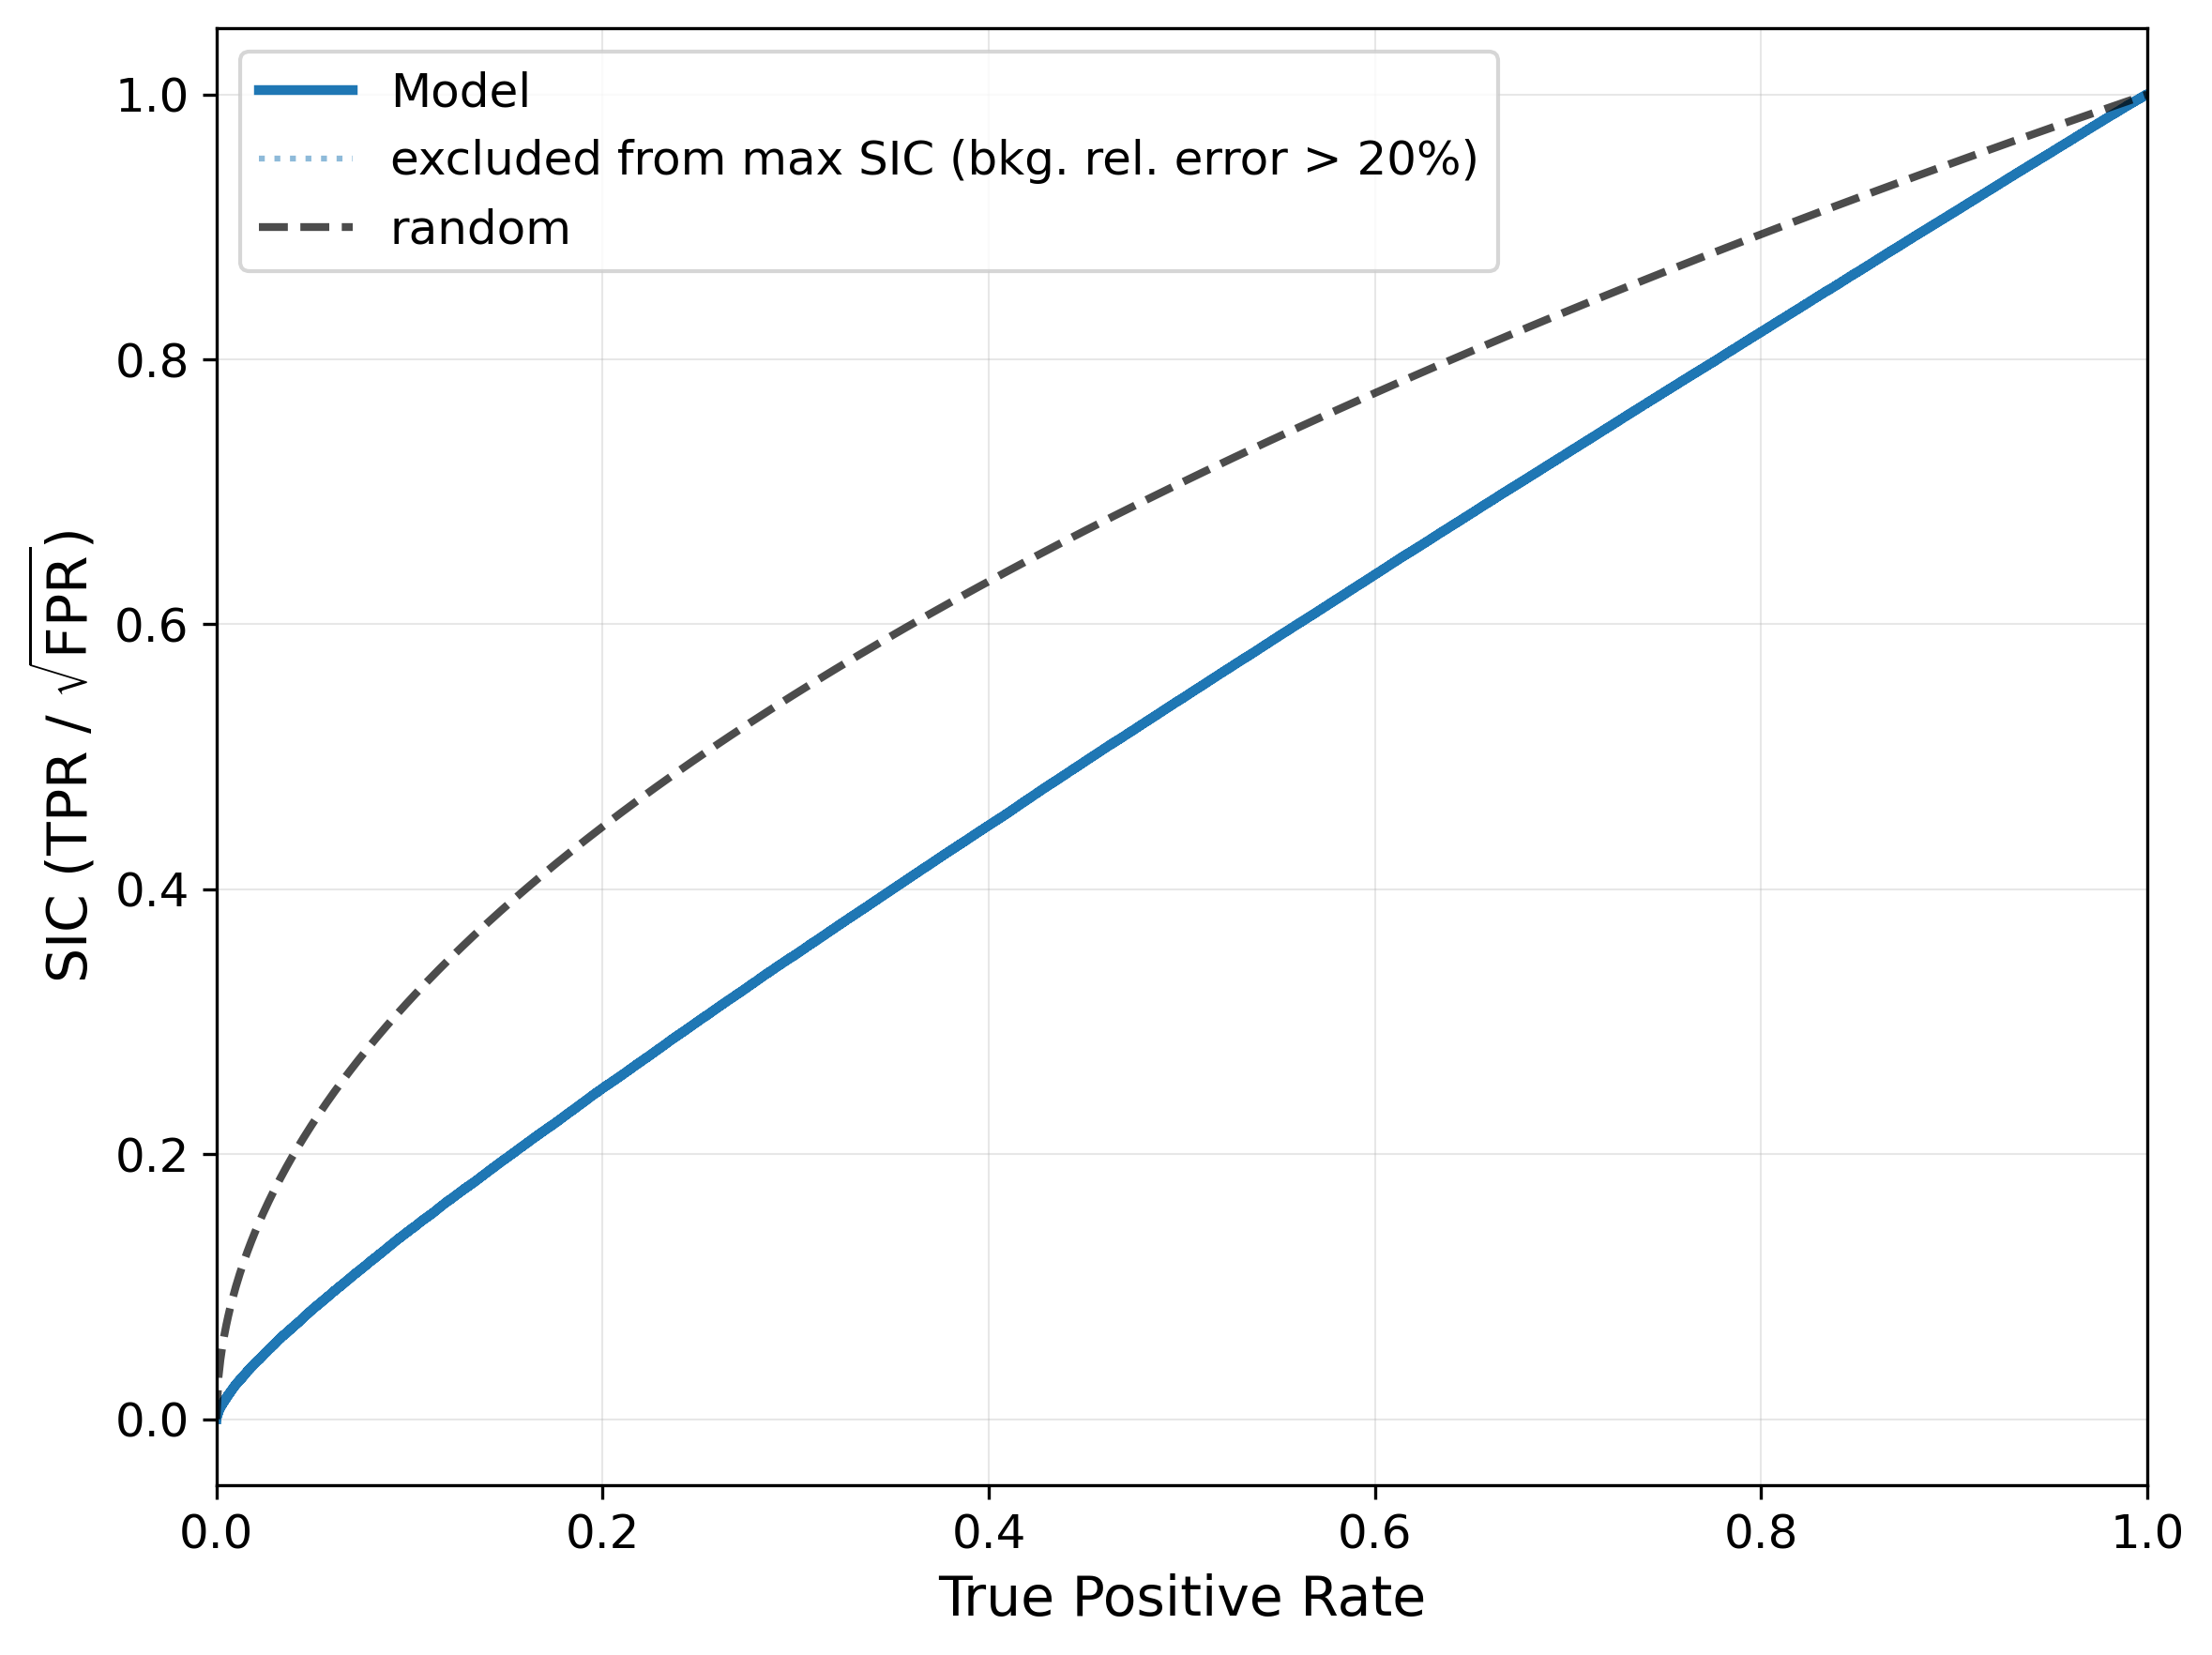 Model
excluded from max SIC (bkg. rel. error > 20%)
random
1.0
0.8
0.6
0.4
0.2
0.0
SIC (TPR / √FPR)
0.0 0.2 0.4 0.6 0.8 1.0
True Positive Rate